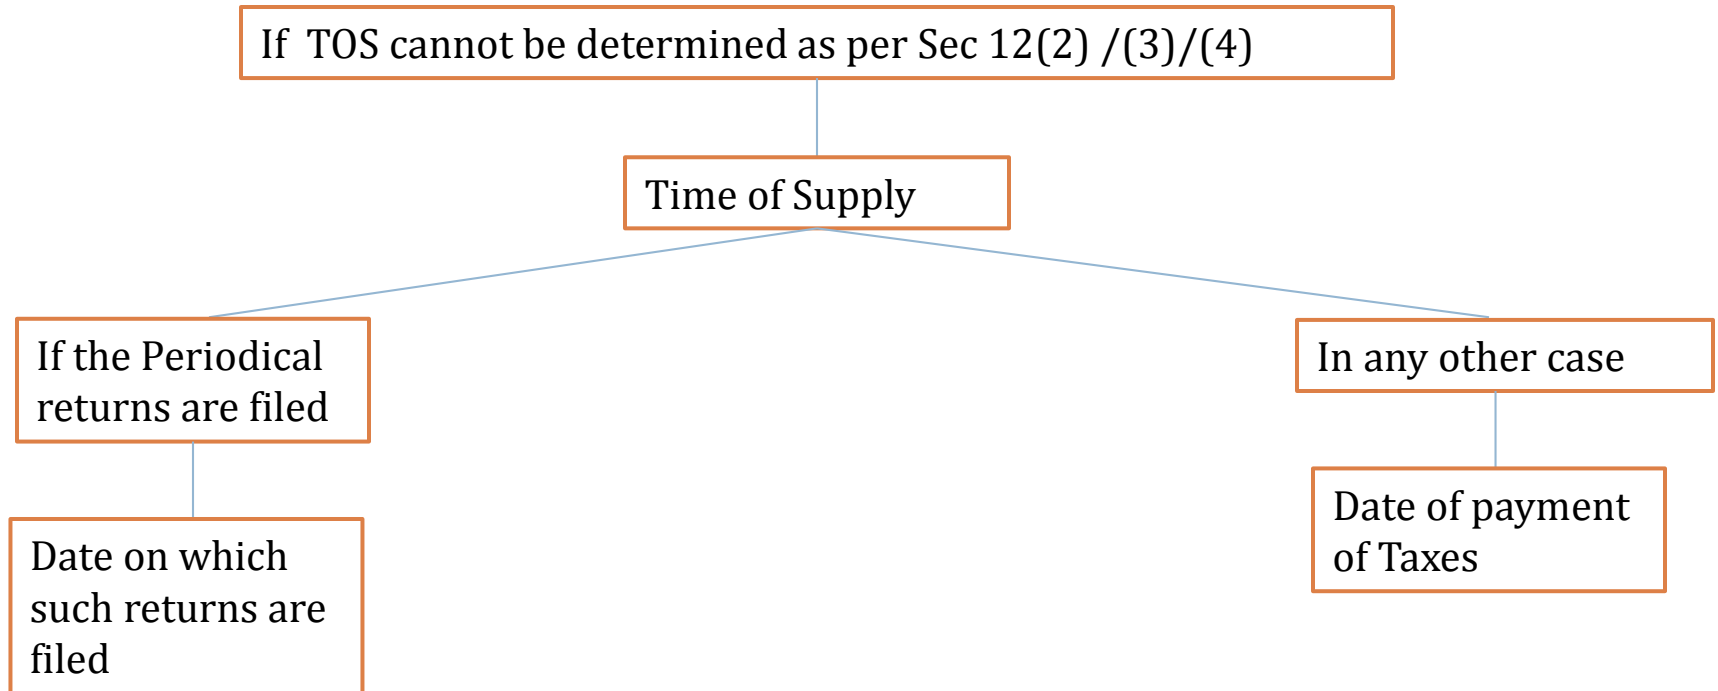 If TOS cannot be determined as per Sec 12(2) /(3)/(4)
Time of Supply
If the Periodical
returns are filed
In any other case
Date of payment
of Taxes
Date on which
such returns are
filed